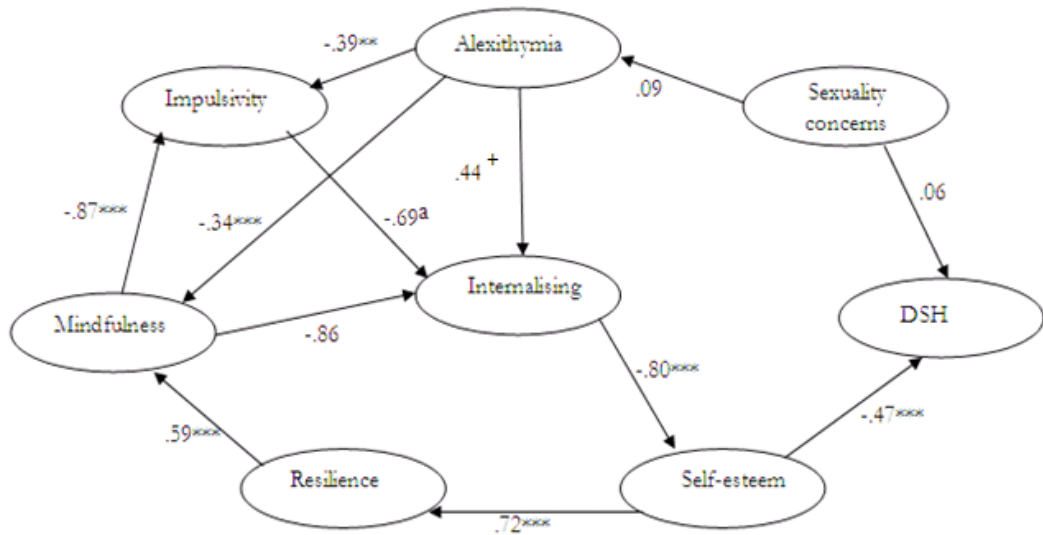 -.39**
Alexithymia
Impulsivity
.09
Sexuality
concerns
.44 +
-.87***
-.34***
-.69a
.06
Internalising
Mindfulness
DSH
-.86
-.80***
-.47***
.59***
Resilience
Self-esteem
.72***